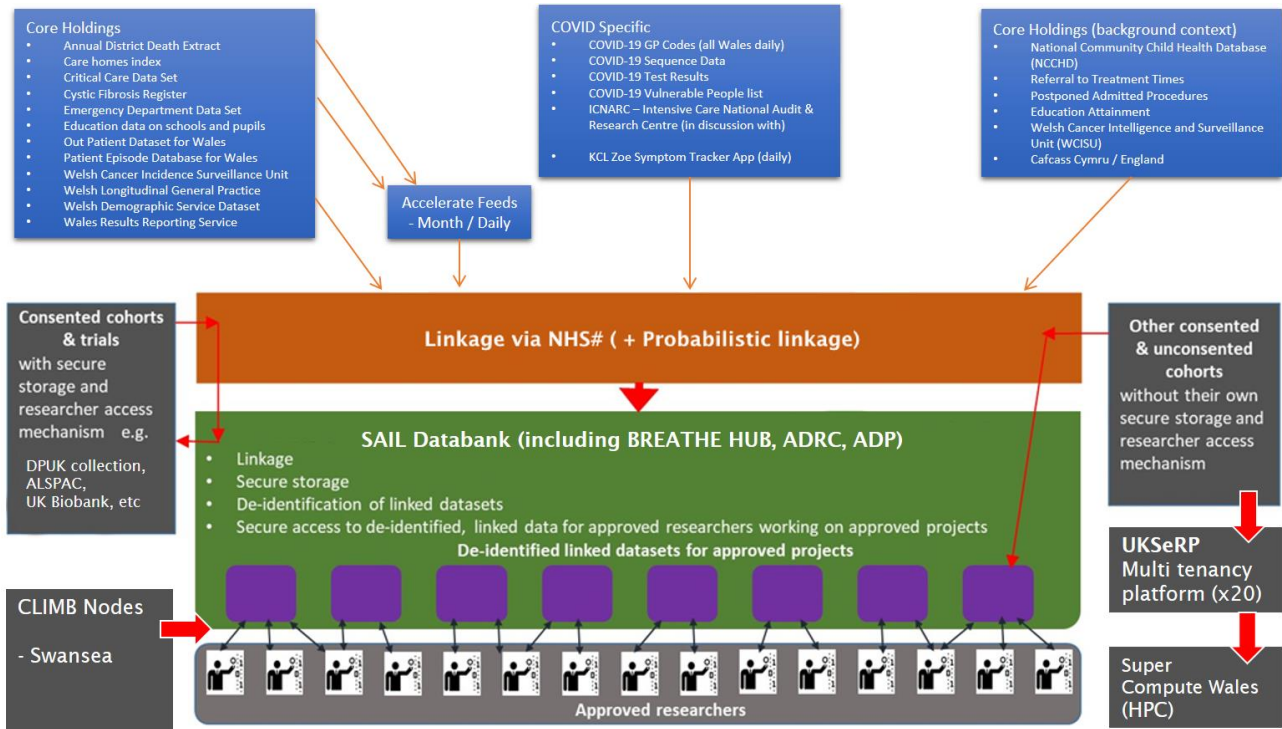 Core Holdings
• Annual District Death Extract
• Care homes index
• Critical Care Data Set
• Cystic Fibrosis Register
• Emergency Department Data Set
• Education data on schools and pupils
• Out Patient Dataset for Wales
• Patient Episode Database for Wales
• Welsh Cancer Incidence Surveillance Unit
• Welsh Longitudinal General Practice
• Welsh Demographic Service Dataset
• Wales Results Reporting Service
Accelerate Feeds
- Month / Daily
COVID Specific
• COVID-19 GP Codes (all Wales daily)
• COVID-19 Sequence Data
• COVID-19 Test Results
• COVID-19 Vulnerable People list
• ICNARC – Intensive Care National Audit &
Research Centre (in discussion with)
• KCL Zoe Symptom Tracker App (daily)
Core Holdings (background context)
• National Community Child Health Database
(NCCHD)
• Referral to Treatment Times
• Postponed Admitted Procedures
• Education Attainment
• Welsh Cancer Intelligence and Surveillance
Unit (WCISU)
• Cafcass Cymru / England
Linkage via NHS# ( + Probabilistic linkage)
Consented cohorts
& trials
with secure
storage and
researcher access
mechanism e.g.
DPUK collection,
ALSPAC,
UK Biobank, etc
SAIL Databank (including BREATHE HUB, ADRC, ADP)
• Linkage
• Secure storage
• De-identification of linked datasets
• Secure access to de-identified, linked data for approved researchers working on approved projects
De-identified linked datasets for approved projects
Approved researchers
Other consented
& unconsented
cohorts
without their own
secure storage and
researcher access
mechanism
UKSeRP
Multi tenancy
platform (x20)
Super
Compute Wales
(HPC)
CLIMB Nodes
- Swansea